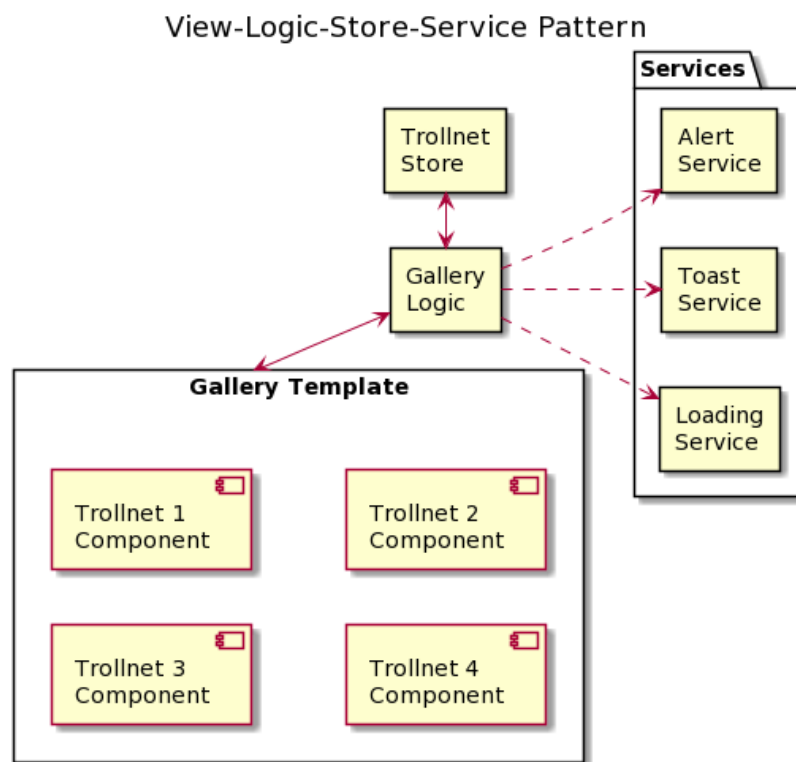 View-Logic-Store-Service Pattern
Services
Trollnet
Store
Alert
Service
Gallery
Logic
Toast
Service
Loading
Service
Gallery Template
Trollnet 1
Component
Trollnet 2
Component
Trollnet 3
Component
Trollnet 4
Component